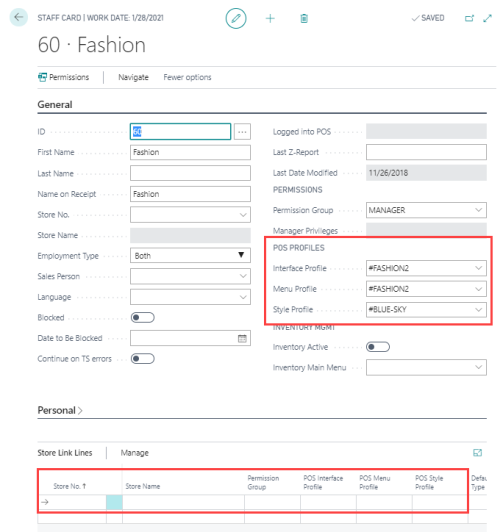 STAFF CARD | WORK DATE: 1/28/2021
SAVED
60 · Fashion
Permissions Navigate Fewer options
General
ID 60
First Name Fashion
Last Name
Name on Receipt Fashion
Store No.
Store Name
Employment Type Both
Sales Person
Language
Blocked
Date to Be Blocked
Continue on TS errors
Logged into POS
Last Z-Report
Last Date Modified 11/26/2018
PERMISSIONS
Permission Group MANAGER
Manager Privileges
POS PROFILES
Interface Profile #FASHION2
Menu Profile #FASHION2
Style Profile #BLUE-SKY
INVENTORY MGMT
Inventory Active
Inventory Main Menu
Personal >
Store Link Lines Manage
Store No. ↑ Store Name Permission Group POS Interface Profile POS Menu Profile POS Style Profile Defau Type